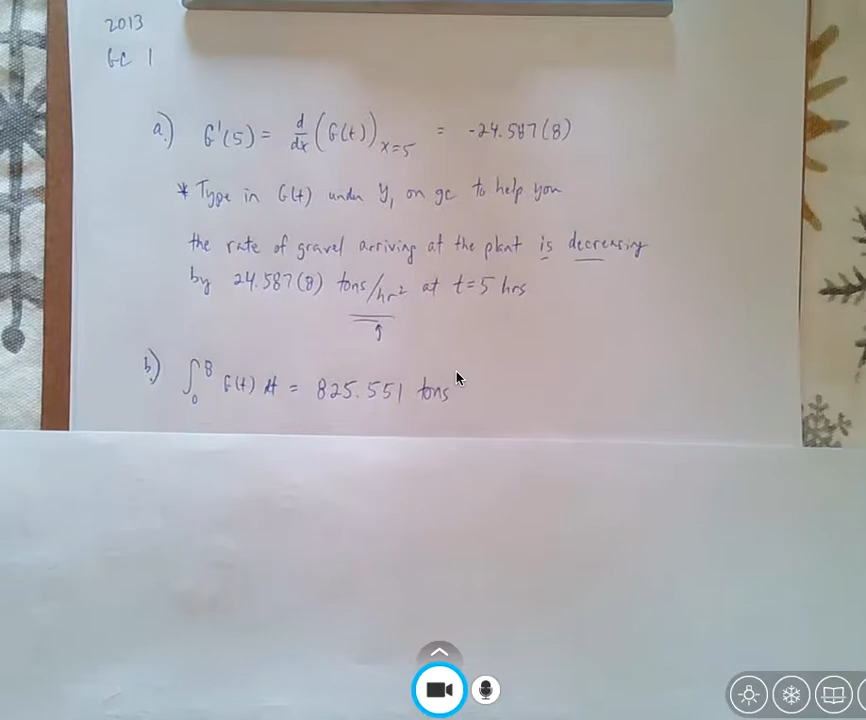 2013
GC 1
a.) G'(5) = d/dx (G(t)) x=5 = -24.587(8)
* Type in G(t) under Y1 on gc to help you
the rate of gravel arriving at the plant is decreasing
by 24.587(8) tons/hr² at t=5 hrs
b.) ∫₀⁸ G(t) dt = 825.551 tons